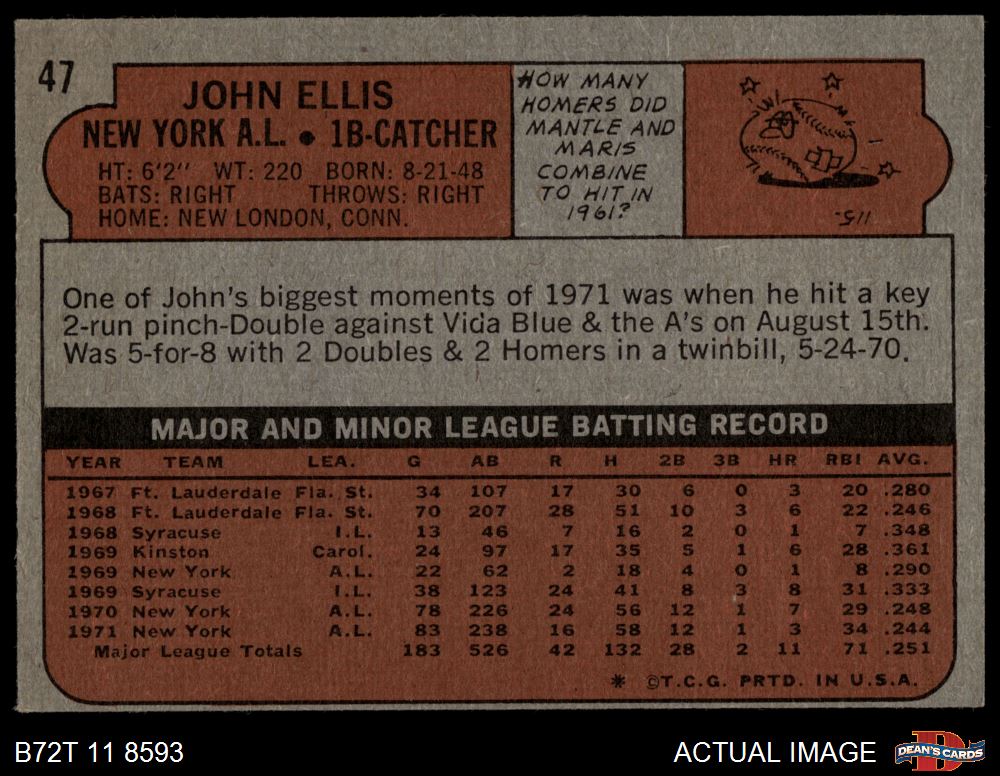 47
JOHN ELLIS
NEW YORK A.L. • 1B-CATCHER
HT: 6'2" WT: 220 BORN: 8-21-48
BATS: RIGHT THROWS: RIGHT
HOME: NEW LONDON, CONN.
HOW MANY
HOMERS DID
MANTLE AND
MARIS
COMBINE
TO HIT IN
1961?
115-
One of John's biggest moments of 1971 was when he hit a key
2-run pinch-Double against Vida Blue & the A's on August 15th.
Was 5-for-8 with 2 Doubles & 2 Homers in a twinbill, 5-24-70.
MAJOR AND MINOR LEAGUE BATTING RECORD
YEAR TEAM LEA. G AB R H 2B 3B HR RBI AVG.
1967 Ft. Lauderdale Fla. St. 34 107 17 30 6 0 3 20 .280
1968 Ft. Lauderdale Fla. St. 70 207 28 51 10 3 6 22 .246
1968 Syracuse I.L. 13 46 7 16 2 0 1 7 .348
1969 Kinston Carol. 24 97 17 35 5 1 6 28 .361
1969 New York A.L. 22 62 2 18 4 0 1 8 .290
1969 Syracuse I.L. 38 123 24 41 8 3 8 31 .333
1970 New York A.L. 78 226 24 56 12 1 7 29 .248
1971 New York A.L. 83 238 16 58 12 1 3 34 .244
Major League Totals 183 526 42 132 28 2 11 71 .251
* ©T.C.G. PRTD. IN U.S.A.
B72T 11 8593
ACTUAL IMAGE
D
DEAN'S CARDS